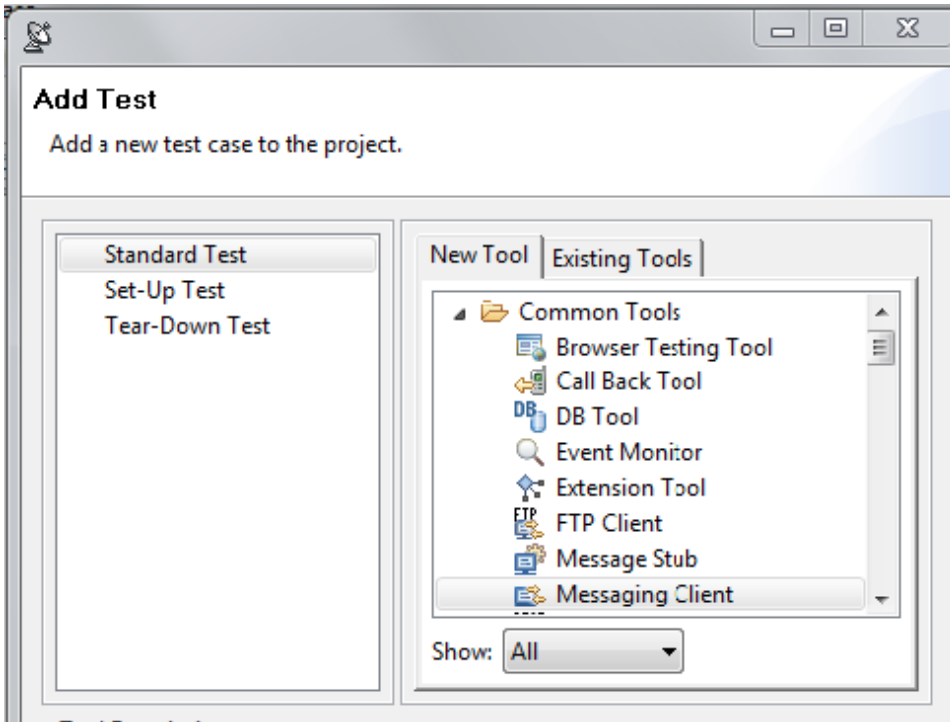 Add Test
Add a new test case to the project.
Standard Test
Set-Up Test
Tear-Down Test
New Tool
Existing Tools
Common Tools
Browser Testing Tool
Call Back Tool
DB DB Tool
Event Monitor
Extension Tool
FTP FTP Client
Message Stub
Messaging Client
Show: All